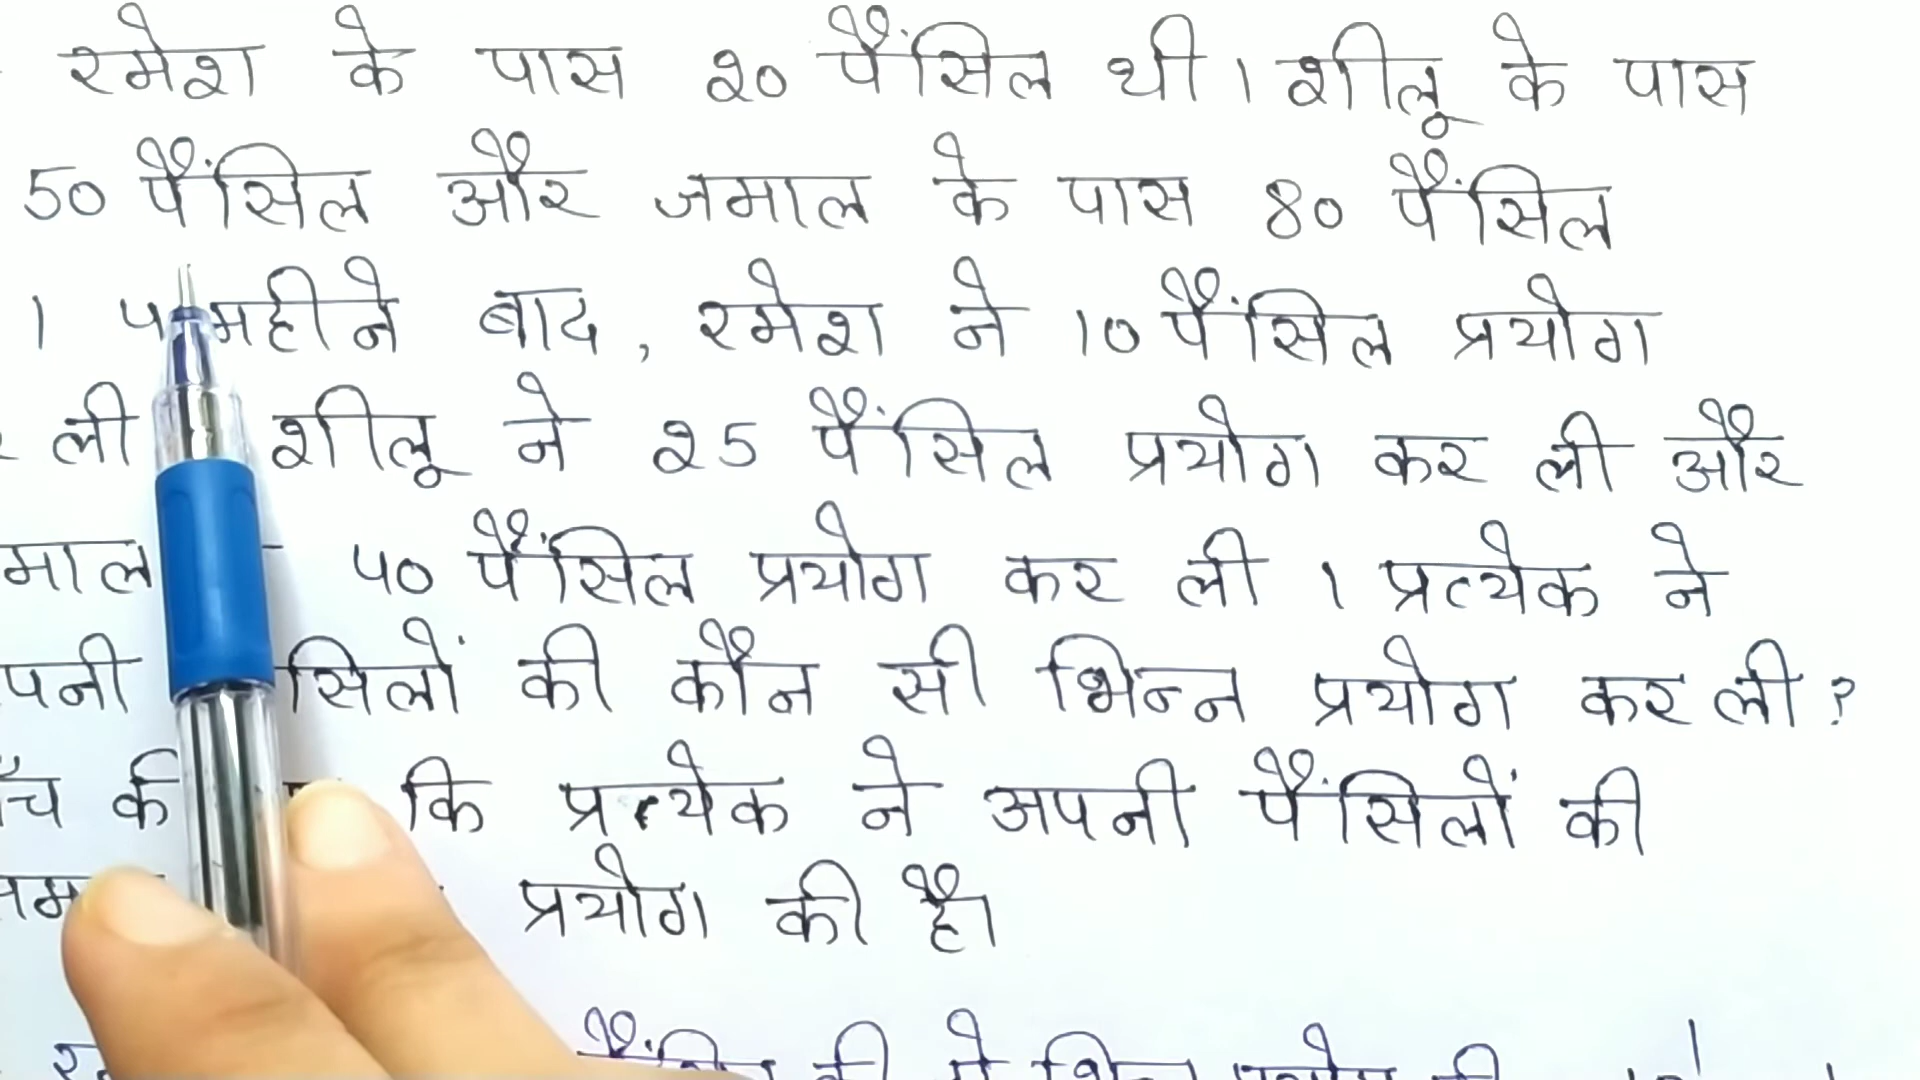 रमेश के पास 20 पैंसिल थी । शीलू के पास
50 पैंसिल और जमाल के पास 80 पैंसिल
। 4 महीने बाद , रमेश ने 10 पैंसिल प्रयोग
ली शीलू ने 25 पैंसिल प्रयोग कर ली और
माल 40 पैंसिल प्रयोग कर ली । प्रत्येक ने
पनी सिलों की कौन सी भिन्न प्रयोग कर ली ?
कि प्रत्येक ने अपनी पैंसिलों की
प्रयोग की है।